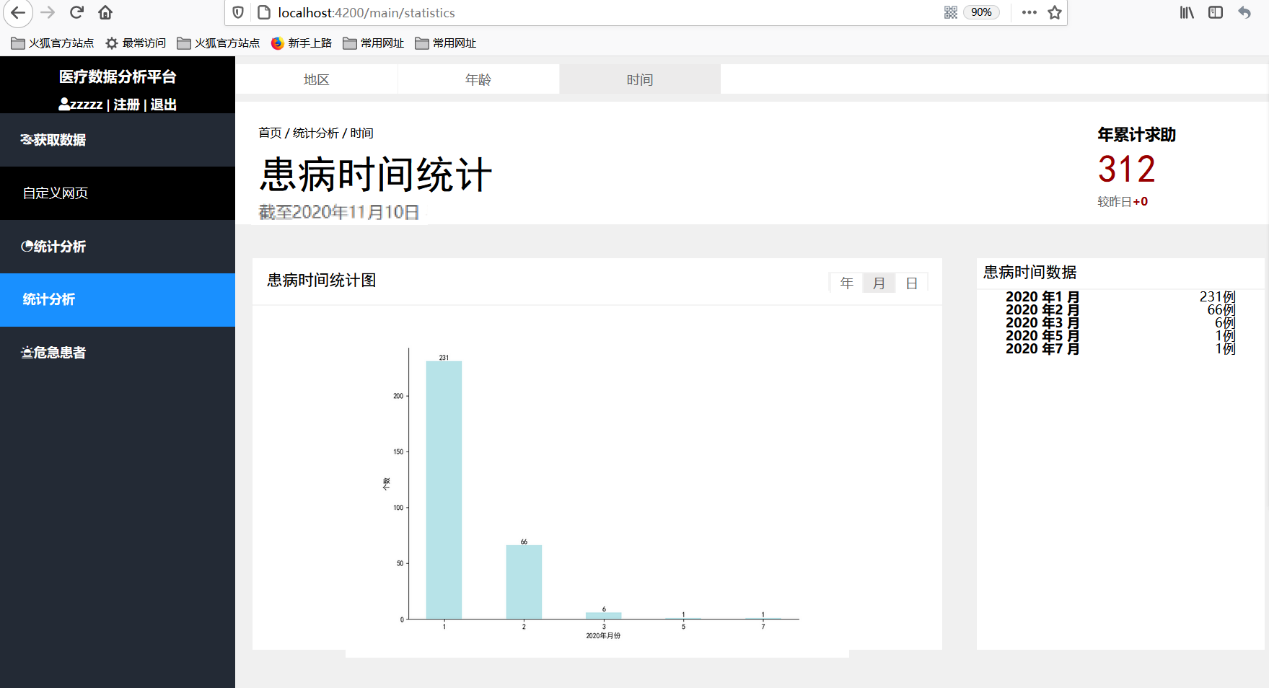 localhost:4200/main/statistics
90%
火狐官方站点 最常访问 火狐官方站点 新手上路 常用网址 常用网址
医疗数据分析平台
zzzzz | 注册 | 退出
获取数据
自定义网页
统计分析
统计分析
危急患者
地区 年龄 时间
首页 / 统计分析 / 时间
患病时间统计
截至2020年11月10日
年累计求助
312
较昨日+0
患病时间统计图
年 月 日
231
66
6
1
1
200
150
100
50
0
个数
1 2 3 5 7
2020年月份
患病时间数据
2020 年1 月 231例
2020 年2 月 66例
2020 年3 月 6例
2020 年5 月 1例
2020 年7 月 1例